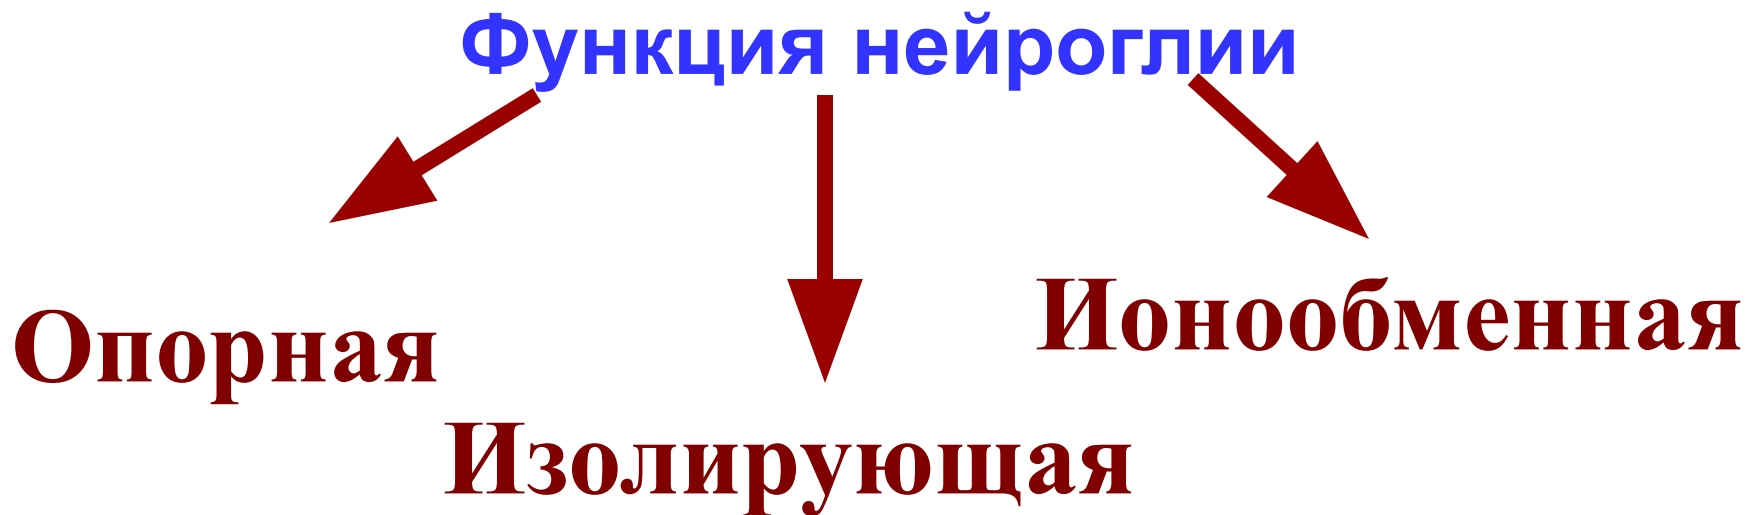 Функция нейроглии
Опорная
Изолирующая
Ионообменная